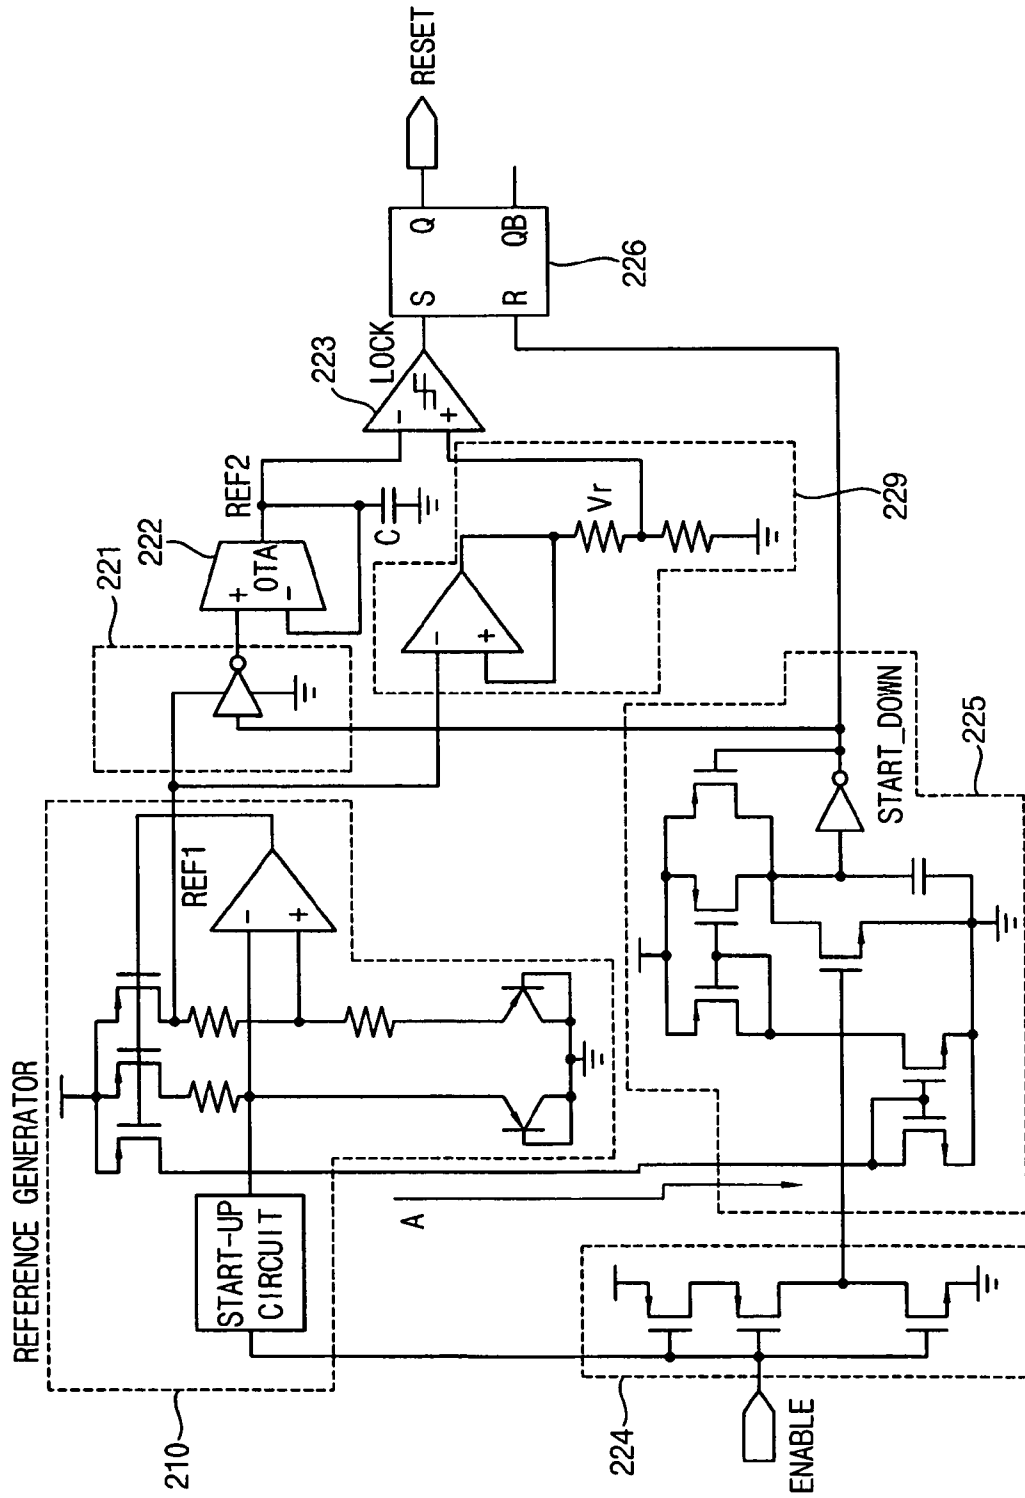 REFERENCE GENERATOR
210
START-UP
CIRCUIT
REF1
-
+
A
221
222
+
-
OTA
REF2
C
223
-
+
LOCK
S
Q
R
QB
226
RESET
-
+
Vr
229
START_DOWN
225
224
ENABLE